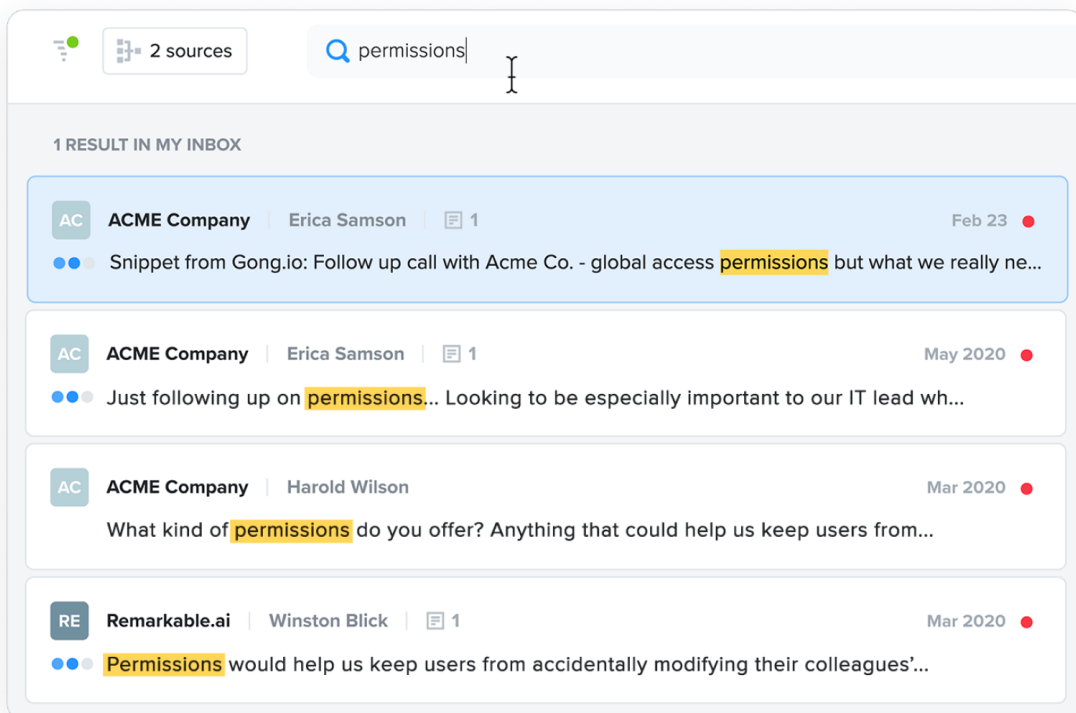 2 sources
permissions
1 RESULT IN MY INBOX
AC ACME Company Erica Samson 1 Feb 23
Snippet from Gong.io: Follow up call with Acme Co. - global access permissions but what we really ne...
AC ACME Company Erica Samson 1 May 2020
Just following up on permissions... Looking to be especially important to our IT lead wh...
AC ACME Company Harold Wilson Mar 2020
What kind of permissions do you offer? Anything that could help us keep users from...
RE Remarkable.ai Winston Blick 1 Mar 2020
Permissions would help us keep users from accidentally modifying their colleagues’...